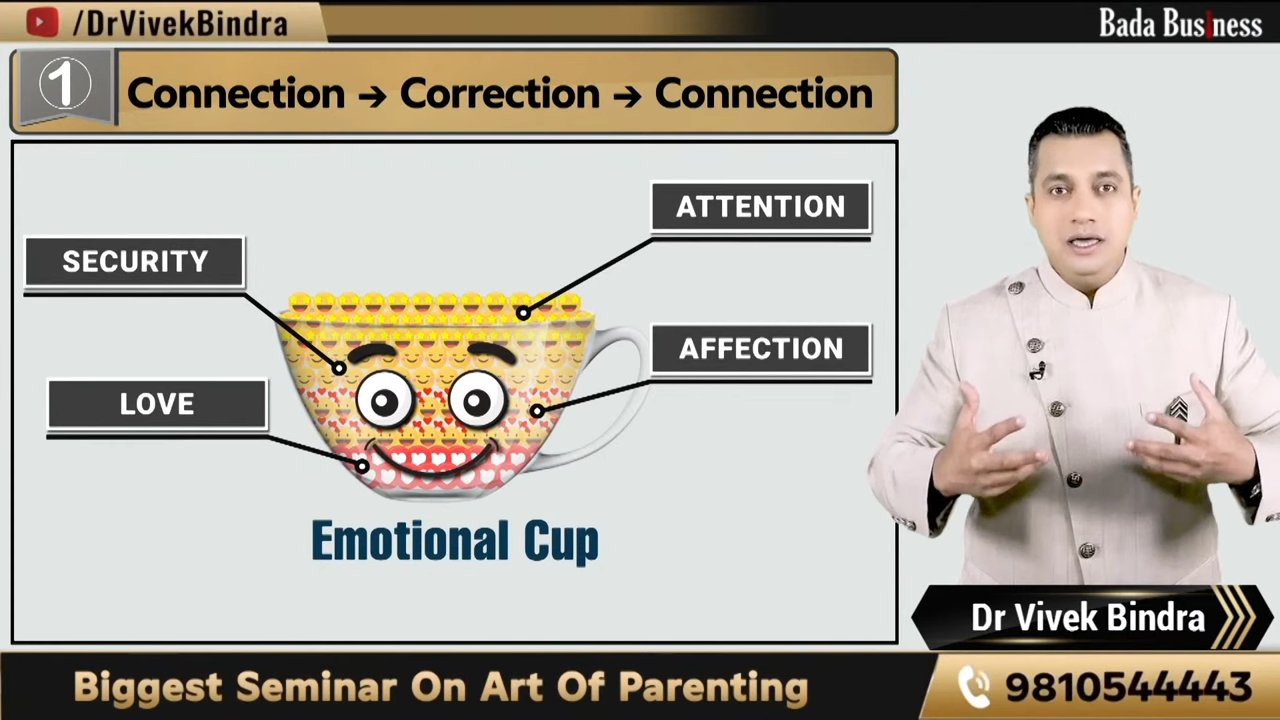 /DrVivekBindra
Bada Business
1
Connection → Correction → Connection
ATTENTION
SECURITY
AFFECTION
LOVE
Emotional Cup
Dr Vivek Bindra
Biggest Seminar On Art Of Parenting
9810544443